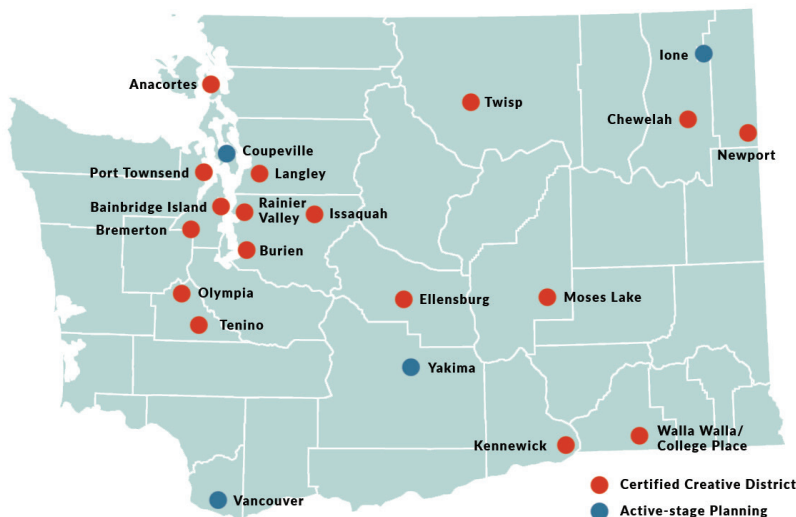 Ione
Anacortes
Twisp
Chewelah
Newport
Coupeville
Port Townsend
Langley
Bainbridge Island
Rainier
Valley
Issaquah
Bremerton
Burien
Olympia
Ellensburg
Moses Lake
Tenino
Yakima
Walla Walla/
College Place
Kennewick
Certified Creative District
Vancouver
Active-stage Planning